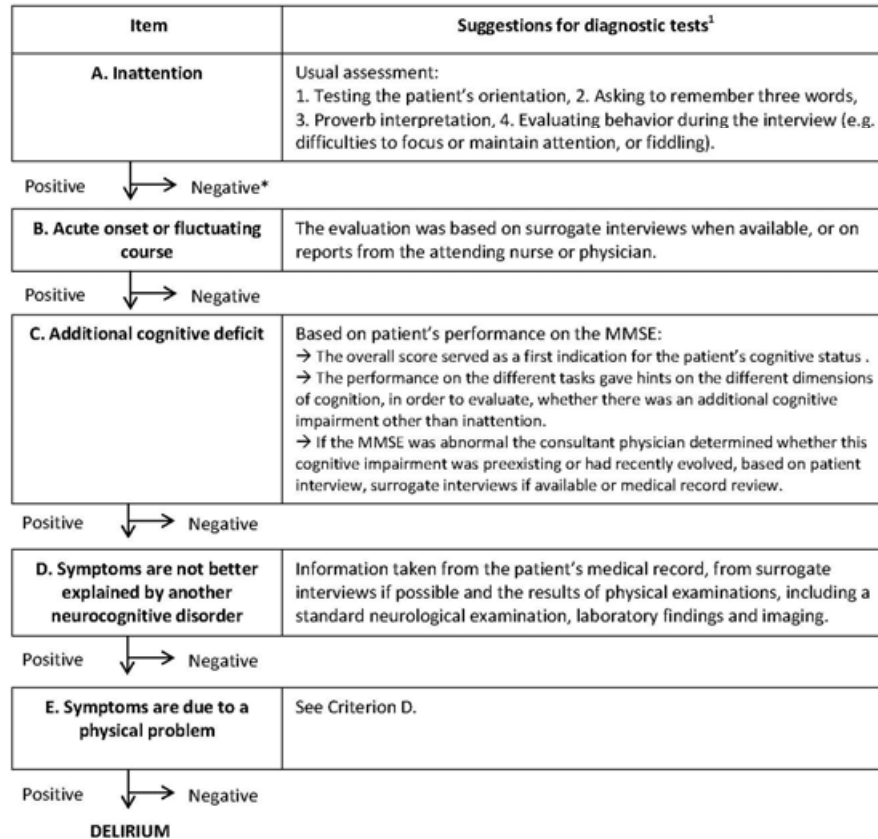 Item
Suggestions for diagnostic tests1
A. Inattention
Usual assessment:
1. Testing the patient's orientation, 2. Asking to remember three words,
3. Proverb interpretation, 4. Evaluating behavior during the interview (e.g.
difficulties to focus or maintain attention, or fiddling).
Positive
Negative*
B. Acute onset or fluctuating
course
The evaluation was based on surrogate interviews when available, or on
reports from the attending nurse or physician.
Positive
Negative
C. Additional cognitive deficit
Based on patient's performance on the MMSE:
→ The overall score served as a first indication for the patient's cognitive status .
→ The performance on the different tasks gave hints on the different dimensions
of cognition, in order to evaluate, whether there was an additional cognitive
impairment other than inattention.
→ If the MMSE was abnormal the consultant physician determined whether this
cognitive impairment was preexisting or had recently evolved, based on patient
interview, surrogate interviews if available or medical record review.
Positive
Negative
D. Symptoms are not better
explained by another
neurocognitive disorder
Information taken from the patient's medical record, from surrogate
interviews if possible and the results of physical examinations, including a
standard neurological examination, laboratory findings and imaging.
Positive
Negative
E. Symptoms are due to a
physical problem
See Criterion D.
Positive
Negative
DELIRIUM